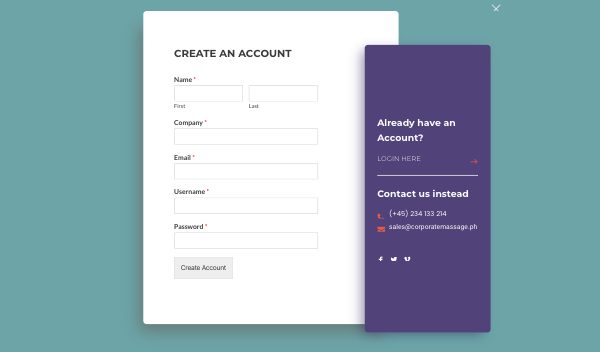 CREATE AN ACCOUNT
Name *
First
Last
Company *
Email *
Username *
Password *
Create Account
Already have an
Account?
LOGIN HERE
Contact us instead
(+45) 234 133 214
sales@corporatemassage.ph